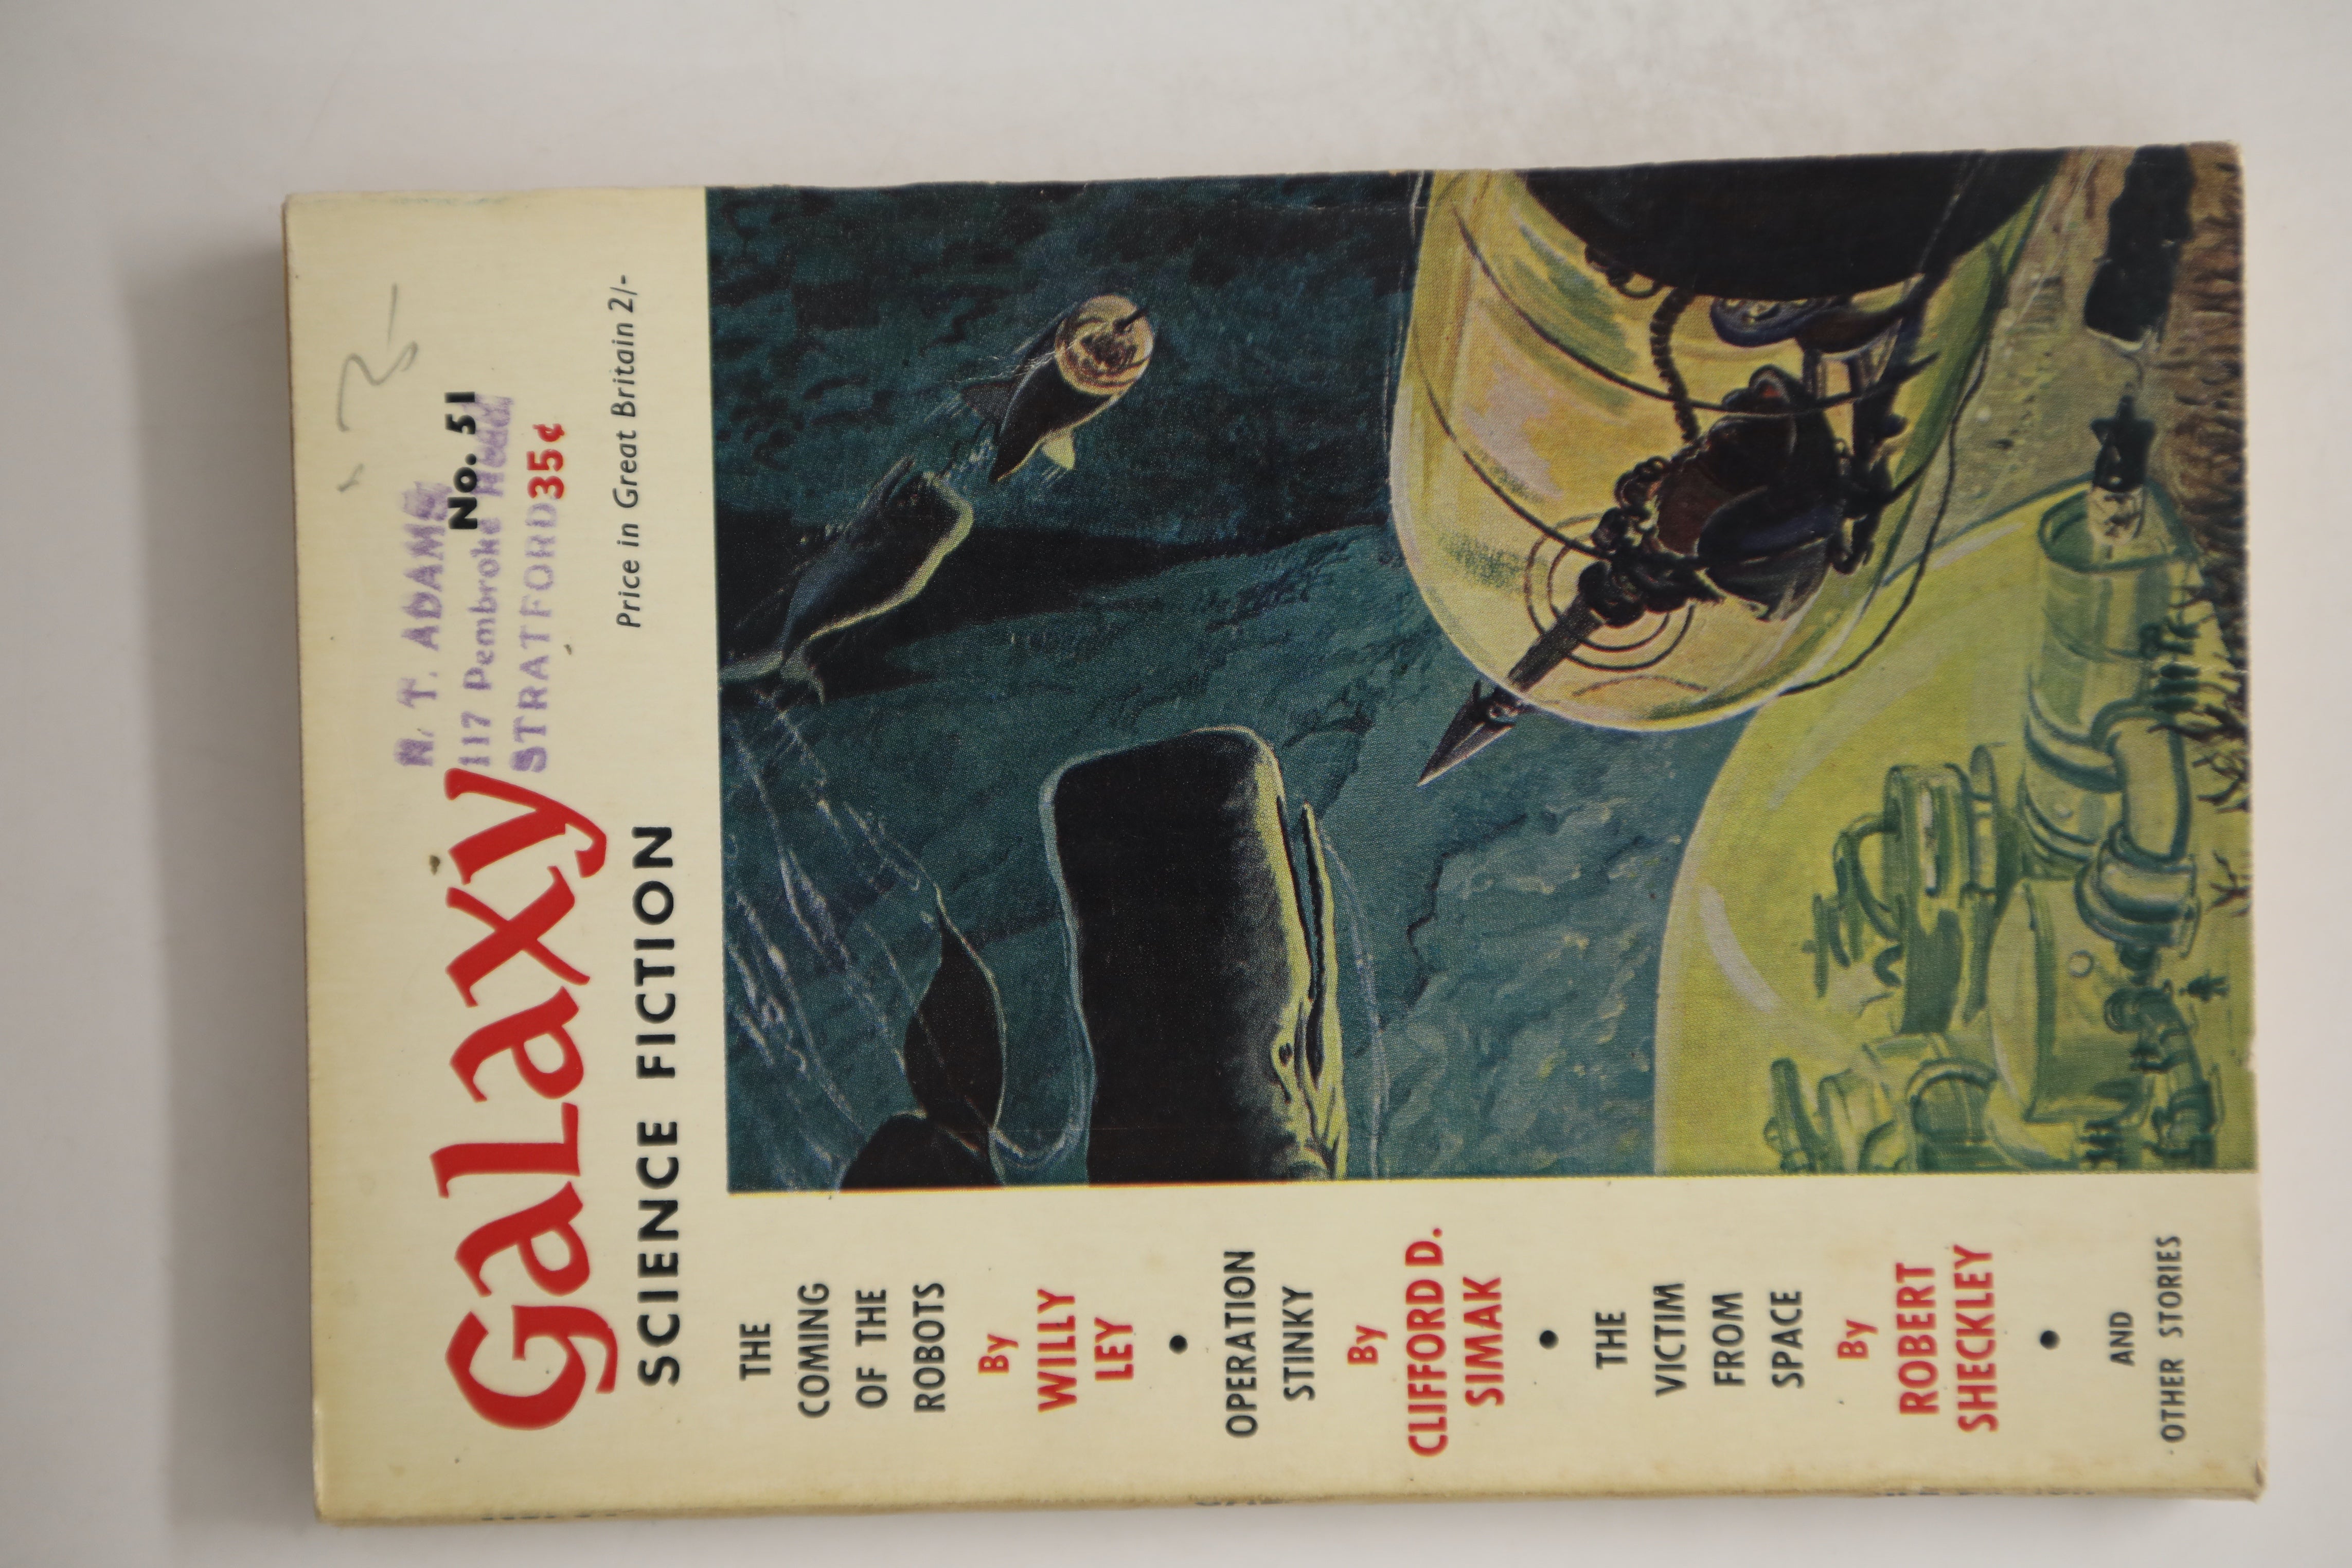 N. T. ADAMS
117 Pembroke Road
STRATFORD
No. 51
35¢
Galaxy
SCIENCE FICTION
Price in Great Britain 2/-
THE
COMING
OF THE
ROBOTS
By
WILLY
LEY
•
OPERATION
STINKY
By
CLIFFORD D.
SIMAK
•
THE
VICTIM
FROM
SPACE
By
ROBERT
SHECKLEY
•
AND
OTHER STORIES